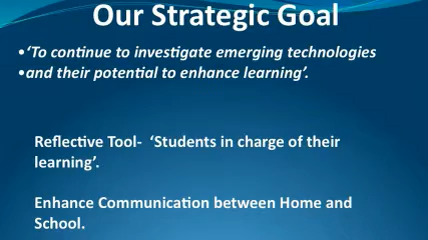 Our Strategic Goal
•‘To continue to investigate emerging technologies
•and their potential to enhance learning’.
Reflective Tool-  ‘Students in charge of their
learning’.
Enhance Communication between Home and
School.